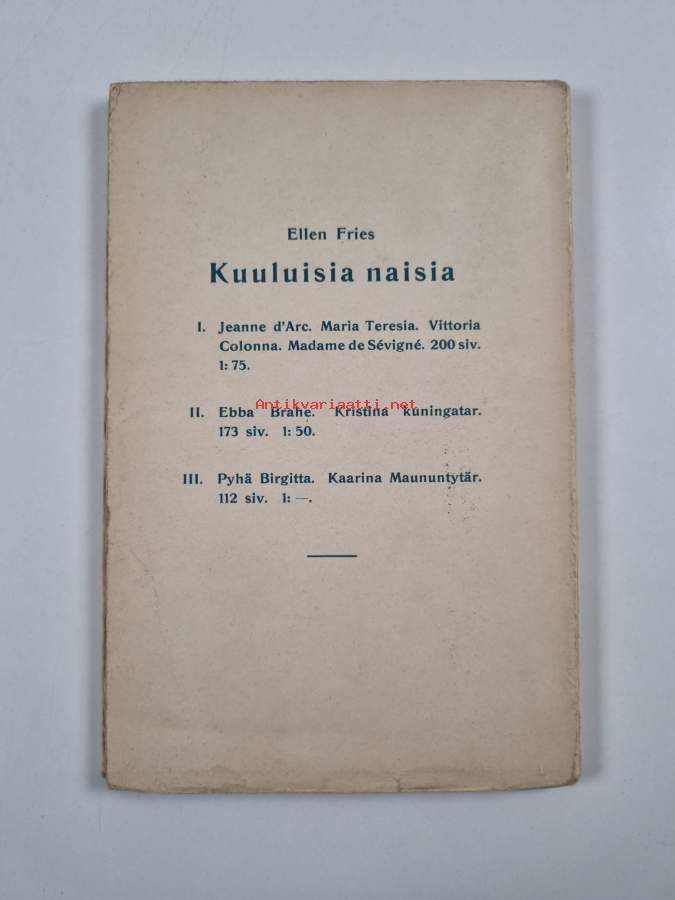 Ellen Fries
Kuuluisia naisia
I. Jeanne d'Arc. Maria Teresia. Vittoria
Colonna. Madame de Sévigné. 200 siv.
1: 75.
Antikvariaatti.net
II. Ebba Brahe. Kristina kuningatar.
173 siv. 1: 50.
III. Pyhä Birgitta. Kaarina Maununtytär.
112 siv. 1: —.